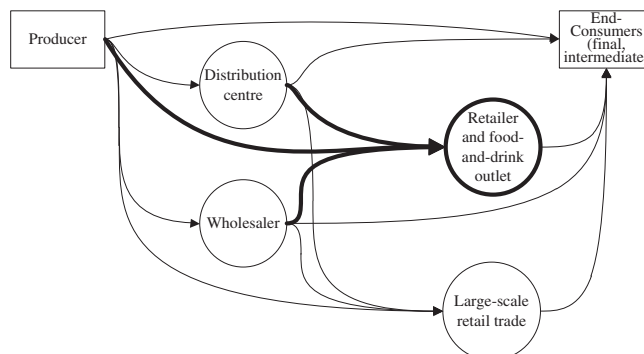 Producer
End-
Consumers
(final,
intermediate
Distribution
centre
Retailer
and food-
and-drink
outlet
Wholesaler
Large-scale
retail trade